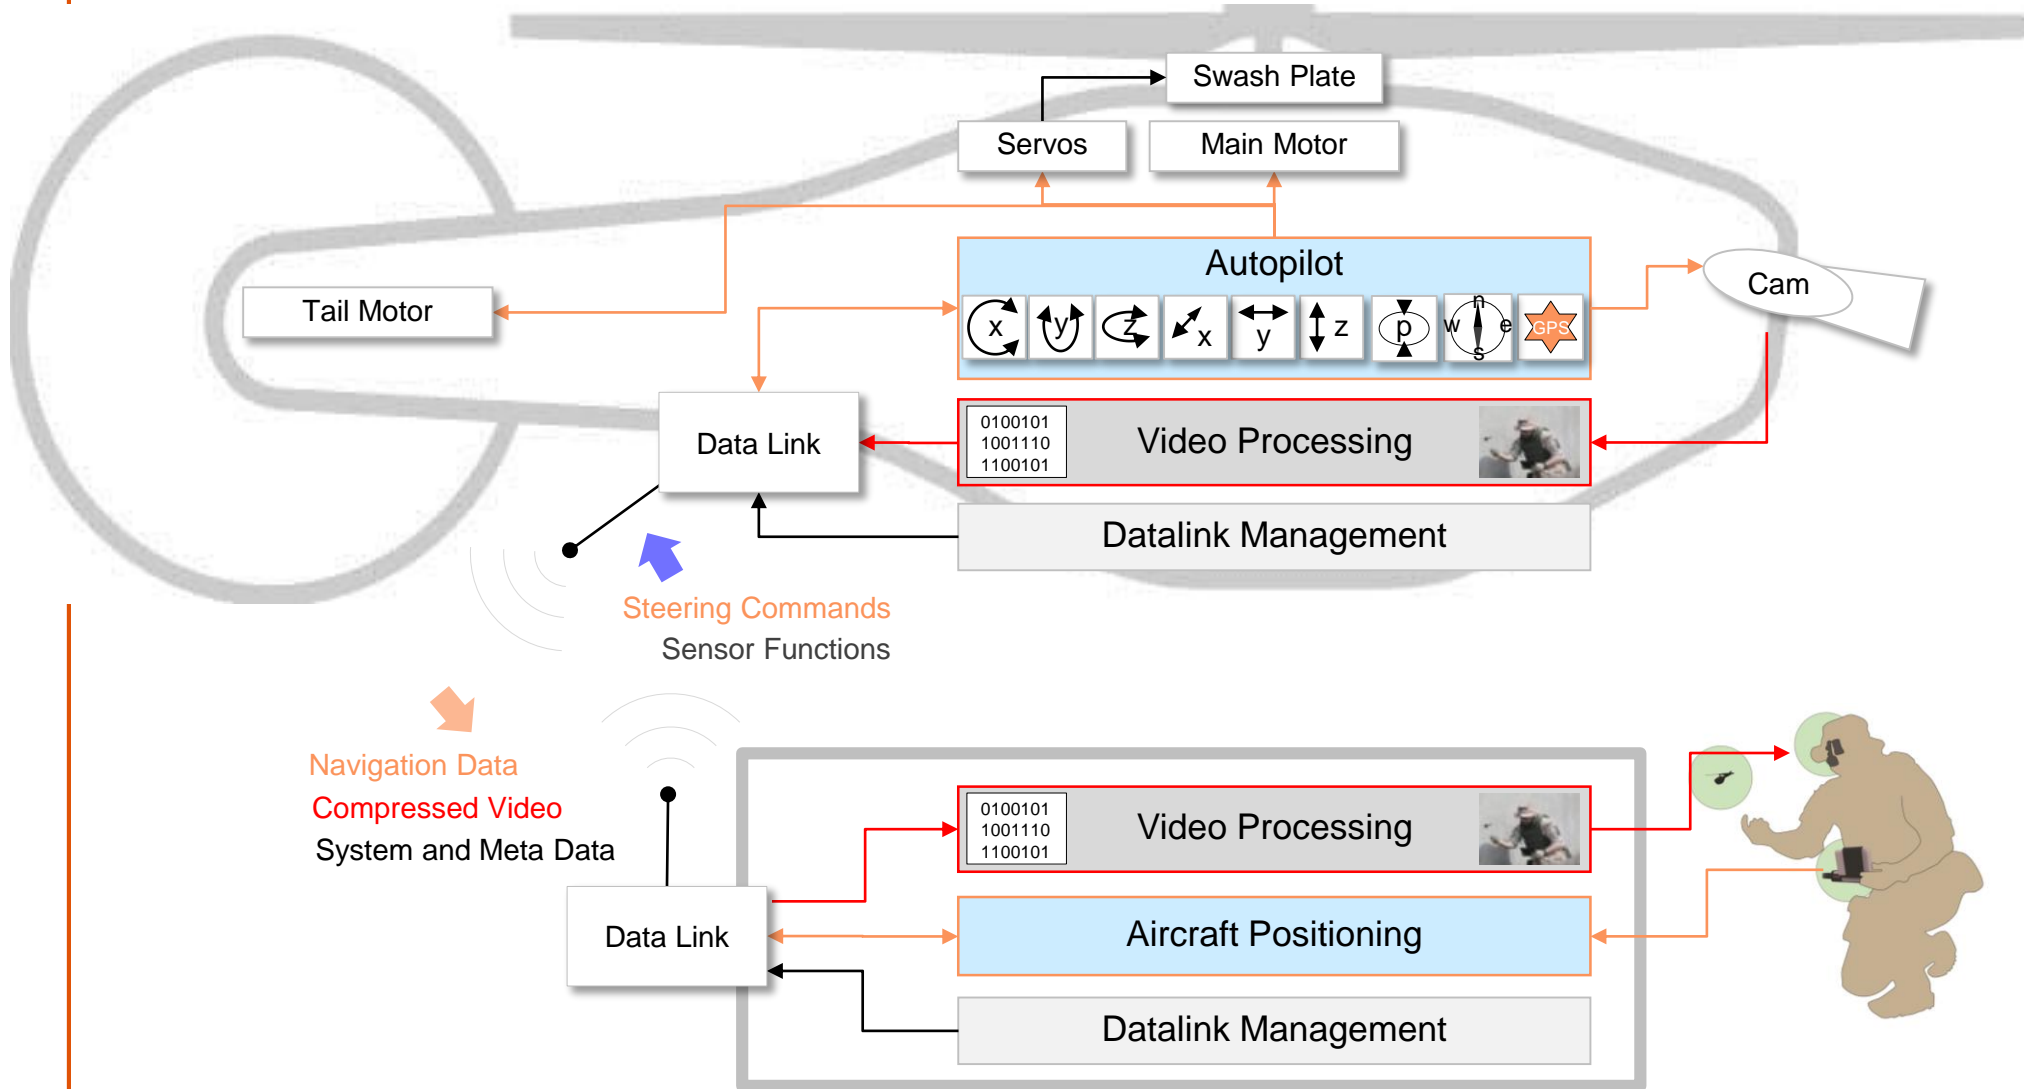 Swash Plate
Servos
Main Motor
Autopilot
Tail Motor
x
y
z
x
y
z
p
n
w
e
s
GPS
Cam
Data Link
0100101
1001110
1100101
Video Processing
Datalink Management
Steering Commands
Sensor Functions
Navigation Data
Compressed Video
System and Meta Data
0100101
1001110
1100101
Video Processing
Data Link
Aircraft Positioning
Datalink Management